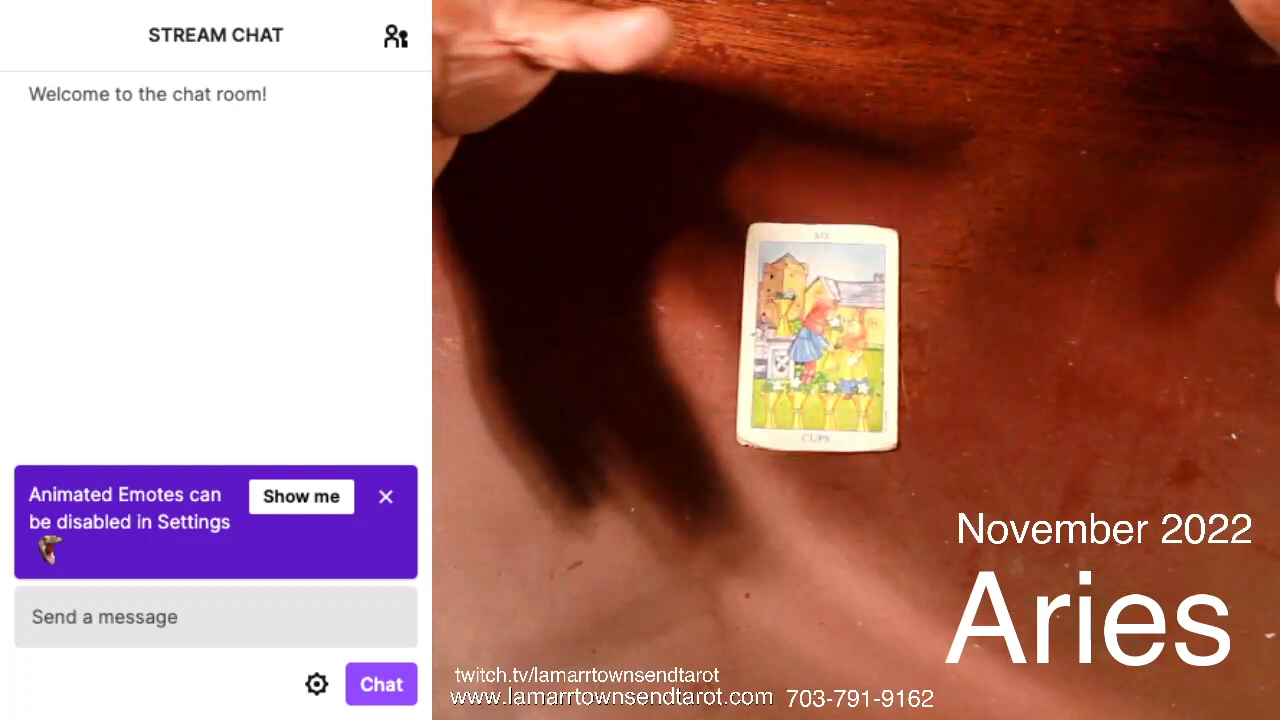 STREAM CHAT
Welcome to the chat room!
Animated Emotes can
be disabled in Settings
Show me
Send a message
Chat
SIX
CUPS
November 2022
Aries
twitch.tv/lamarrtownsendtarot
www.lamarrtownsendtarot.com 703-791-9162